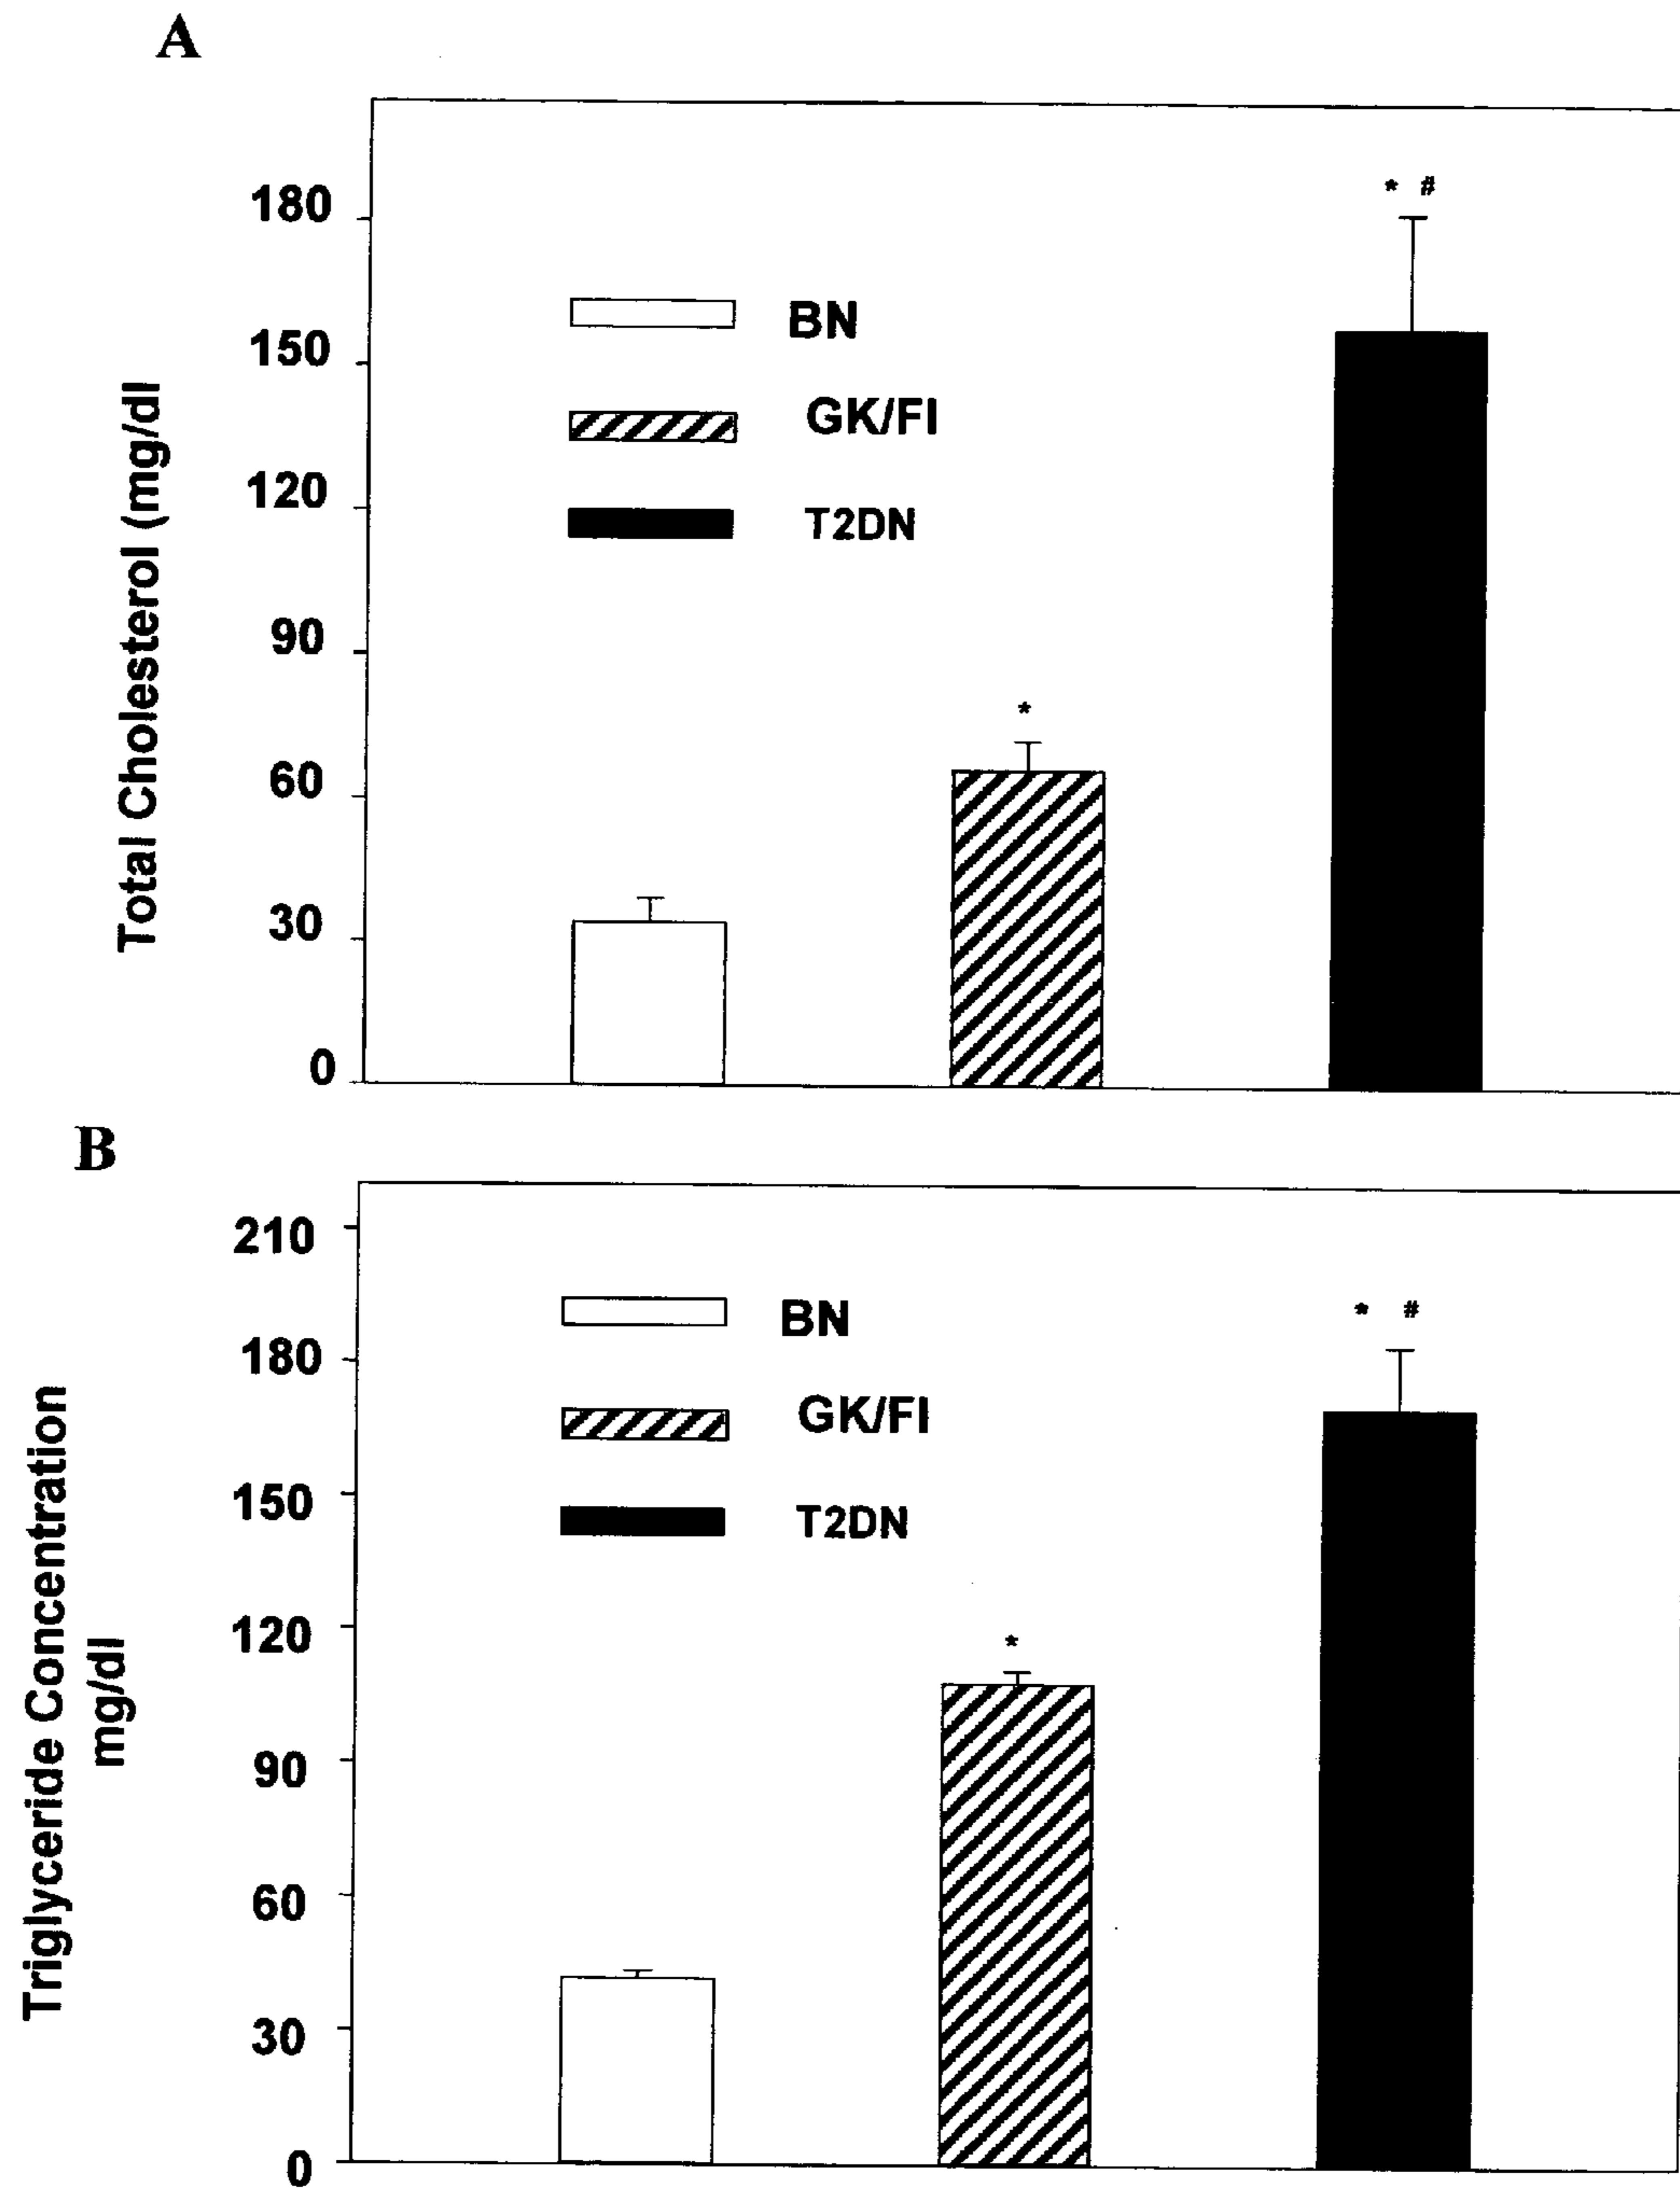 A
Total Cholesterol (mg/dl)
180
150
120
90
60
30
0
BN
GK/FI
T2DN
*
* #
B
Triglyceride Concentration
mg/dl
210
180
150
120
90
60
30
0
BN
GK/FI
T2DN
*
* #